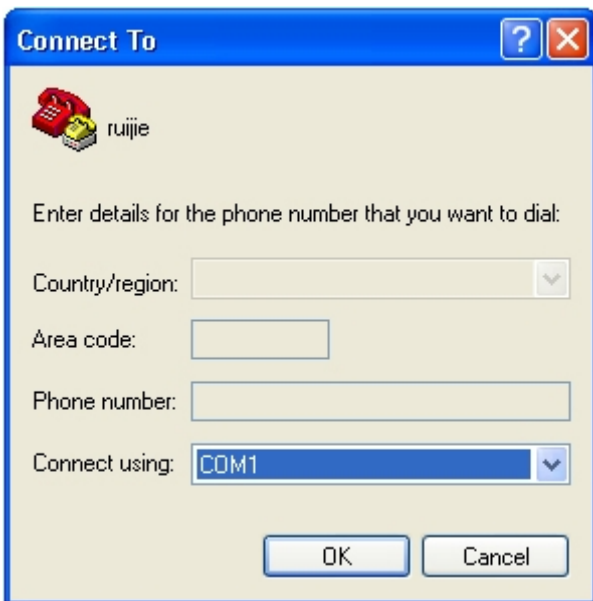 Connect To
ruijie
Enter details for the phone number that you want to dial:
Country/region:
Area code:
Phone number:
Connect using: COM1
OK Cancel